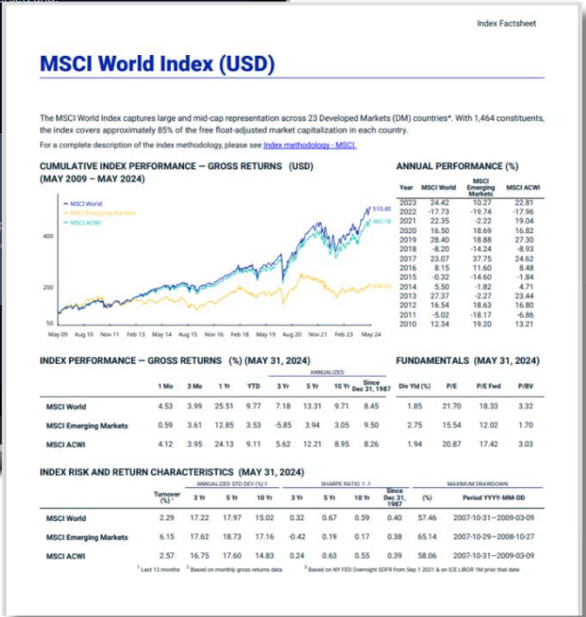 Index Factsheet
MSCI World Index (USD)
The MSCI World Index captures large and mid-cap representation across 23 Developed Markets (DM) countries*. With 1,464 constituents,
the index covers approximately 85% of the free float-adjusted market capitalization in each country.
For a complete description of the index methodology, please see Index methodology - MSCI.
CUMULATIVE INDEX PERFORMANCE — GROSS RETURNS (USD)
(MAY 2009 – MAY 2024)
MSCI World
MSCI Emerging Markets
MSCI ACWI
510.40
400
200
50
May 09 Aug 10 Nov 11 Feb 13 May 14 Aug 15 Nov 16 Feb 18 May 19 Aug 20 Nov 21 Feb 23 May 24
ANNUAL PERFORMANCE (%)
Year MSCI World MSCI Emerging Markets MSCI ACWI
2023 24.42 10.27 22.81
2022 -17.73 -19.74 -17.96
2021 22.35 -2.22 19.04
2020 16.50 18.69 16.82
2019 28.40 18.88 27.30
2018 -8.20 -14.24 -8.93
2017 23.07 37.75 24.62
2016 8.15 11.60 8.48
2015 -0.32 -14.60 -1.84
2014 5.50 -1.82 4.71
2013 27.37 -2.27 23.44
2012 16.54 18.63 16.80
2011 -5.02 -18.17 -6.86
2010 12.34 19.20 13.21
INDEX PERFORMANCE — GROSS RETURNS (%) (MAY 31, 2024)
ANNUALIZED
1 Mo 3 Mo 1 Yr YTD 3 Yr 5 Yr 10 Yr Since Dec 31, 1987
MSCI World 4.53 3.99 25.51 9.77 7.18 13.31 9.71 8.45
MSCI Emerging Markets 0.59 3.61 12.85 3.53 -5.85 3.94 3.05 9.50
MSCI ACWI 4.12 3.95 24.13 9.11 5.62 12.21 8.95 8.26
FUNDAMENTALS (MAY 31, 2024)
Div Yld (%) P/E P/E Fwd P/BV
1.85 21.70 18.33 3.32
2.75 15.54 12.02 1.70
1.94 20.87 17.42 3.03
INDEX RISK AND RETURN CHARACTERISTICS (MAY 31, 2024)
ANNUALIZED STD DEV (%) 2 SHARPE RATIO 2, 3 MAXIMUM DRAWDOWN
Turnover (%) 1 3 Yr 5 Yr 10 Yr 3 Yr 5 Yr 10 Yr Since Dec 31, 1987 (%) Period YYYY-MM-DD
MSCI World 2.29 17.22 17.97 15.02 0.32 0.67 0.59 0.40 57.46 2007-10-31—2009-03-09
MSCI Emerging Markets 6.15 17.62 18.73 17.16 -0.42 0.19 0.17 0.38 65.14 2007-10-29—2008-10-27
MSCI ACWI 2.57 16.75 17.60 14.83 0.24 0.63 0.55 0.39 58.06 2007-10-31—2009-03-09
1 Last 12 months 2 Based on monthly gross returns data 3 Based on NY FED Overnight SOFR from Sep 1 2021 & on ICE LIBOR 1M prior that date